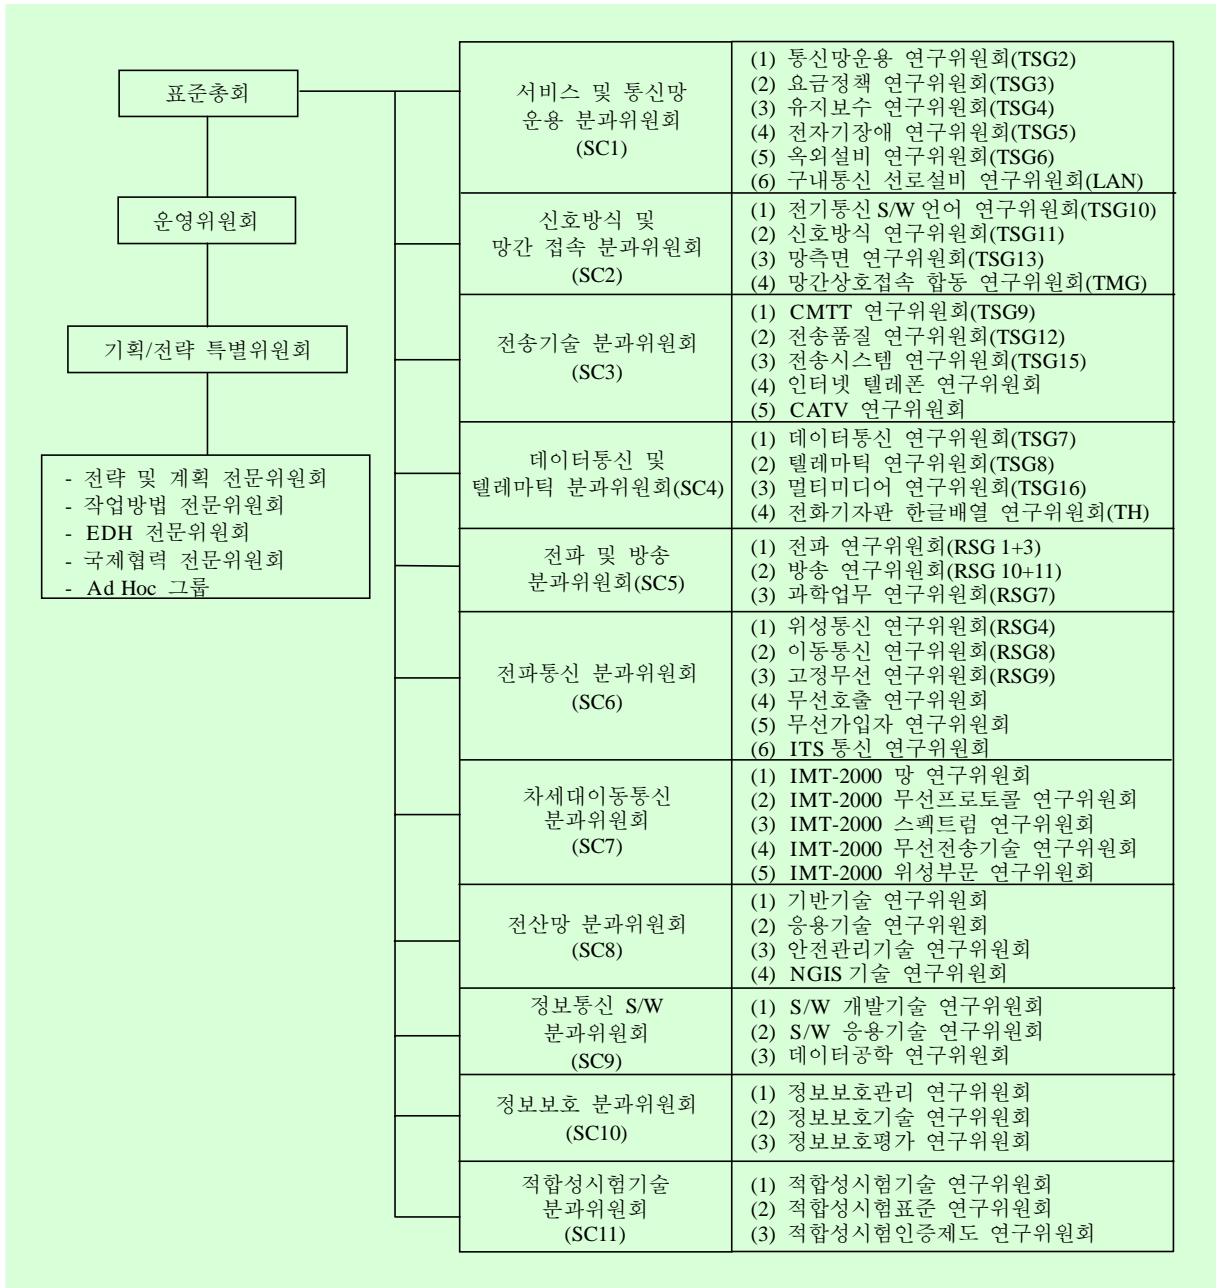 표준총회
운영위원회
기획/전략 특별위원회
- 전략 및 계획 전문위원회
- 작업방법 전문위원회
- EDH 전문위원회
- 국제협력 전문위원회
- Ad Hoc 그룹
서비스 및 통신망
운용 분과위원회
(SC1)
(1) 통신망운용 연구위원회(TSG2)
(2) 요금정책 연구위원회(TSG3)
(3) 유지보수 연구위원회(TSG4)
(4) 전자기장애 연구위원회(TSG5)
(5) 옥외설비 연구위원회(TSG6)
(6) 구내통신 선로설비 연구위원회(LAN)
신호방식 및
망간 접속 분과위원회
(SC2)
(1) 전기통신 S/W 언어 연구위원회(TSG10)
(2) 신호방식 연구위원회(TSG11)
(3) 망측면 연구위원회(TSG13)
(4) 망간상호접속 합동 연구위원회(TMG)
전송기술 분과위원회
(SC3)
(1) CMTT 연구위원회(TSG9)
(2) 전송품질 연구위원회(TSG12)
(3) 전송시스템 연구위원회(TSG15)
(4) 인터넷 텔레폰 연구위원회
(5) CATV 연구위원회
데이터통신 및
텔레마틱 분과위원회(SC4)
(1) 데이터통신 연구위원회(TSG7)
(2) 텔레마틱 연구위원회(TSG8)
(3) 멀티미디어 연구위원회(TSG16)
(4) 전화기자판 한글배열 연구위원회(TH)
전파 및 방송
분과위원회(SC5)
(1) 전파 연구위원회(RSG 1+3)
(2) 방송 연구위원회(RSG 10+11)
(3) 과학업무 연구위원회(RSG7)
전파통신 분과위원회
(SC6)
(1) 위성통신 연구위원회(RSG4)
(2) 이동통신 연구위원회(RSG8)
(3) 고정무선 연구위원회(RSG9)
(4) 무선호출 연구위원회
(5) 무선가입자 연구위원회
(6) ITS 통신 연구위원회
차세대이동통신
분과위원회
(SC7)
(1) IMT-2000 망 연구위원회
(2) IMT-2000 무선프로토콜 연구위원회
(3) IMT-2000 스펙트럼 연구위원회
(4) IMT-2000 무선전송기술 연구위원회
(5) IMT-2000 위성부문 연구위원회
전산망 분과위원회
(SC8)
(1) 기반기술 연구위원회
(2) 응용기술 연구위원회
(3) 안전관리기술 연구위원회
(4) NGIS 기술 연구위원회
정보통신 S/W
분과위원회
(SC9)
(1) S/W 개발기술 연구위원회
(2) S/W 응용기술 연구위원회
(3) 데이터공학 연구위원회
정보보호 분과위원회
(SC10)
(1) 정보보호관리 연구위원회
(2) 정보보호기술 연구위원회
(3) 정보보호평가 연구위원회
적합성시험기술
분과위원회
(SC11)
(1) 적합성시험기술 연구위원회
(2) 적합성시험표준 연구위원회
(3) 적합성시험인증제도 연구위원회